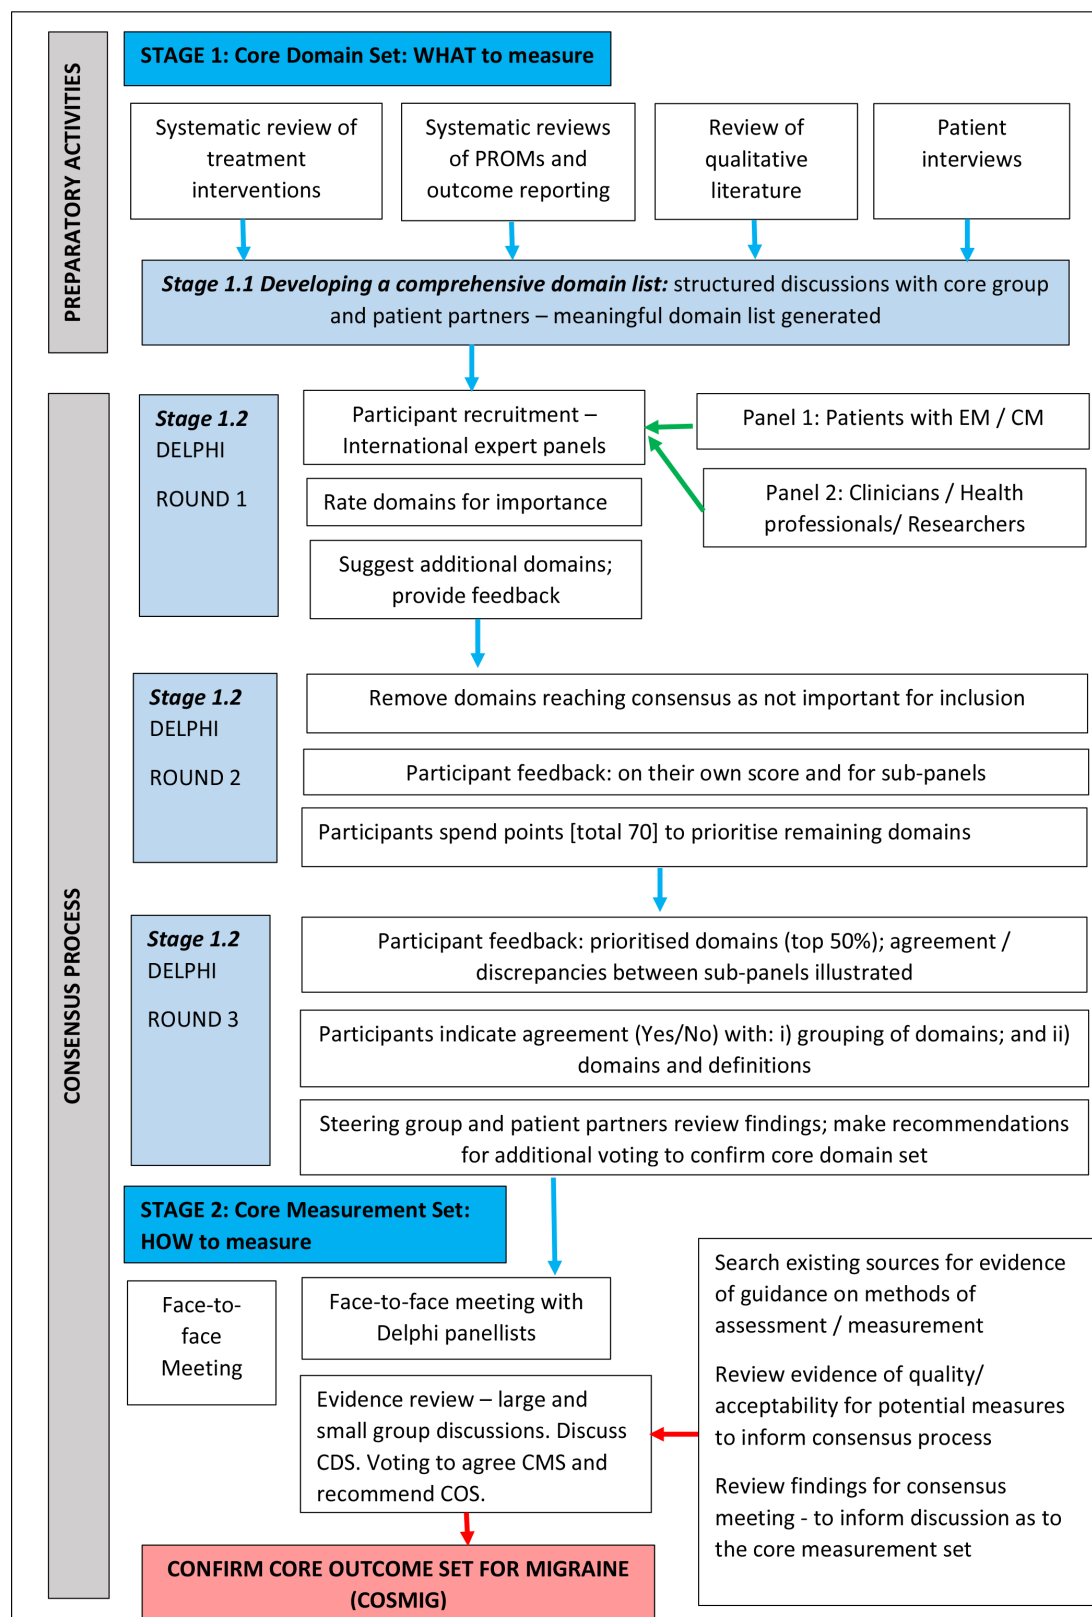 PREPARATORY ACTIVITIES
STAGE 1: Core Domain Set: WHAT to measure
Systematic review of
treatment
interventions
Systematic reviews
of PROMs and
outcome reporting
Review of
qualitative
literature
Patient
interviews
Stage 1.1 Developing a comprehensive domain list: structured discussions with core group
and patient partners – meaningful domain list generated
CONSENSUS PROCESS
Stage 1.2
DELPHI
ROUND 1
Participant recruitment –
International expert panels
Panel 1: Patients with EM / CM
Panel 2: Clinicians / Health
professionals/ Researchers
Rate domains for importance
Suggest additional domains;
provide feedback
Stage 1.2
DELPHI
ROUND 2
Remove domains reaching consensus as not important for inclusion
Participant feedback: on their own score and for sub-panels
Participants spend points [total 70] to prioritise remaining domains
Stage 1.2
DELPHI
ROUND 3
Participant feedback: prioritised domains (top 50%); agreement /
discrepancies between sub-panels illustrated
Participants indicate agreement (Yes/No) with: i) grouping of domains; and ii)
domains and definitions
Steering group and patient partners review findings; make recommendations
for additional voting to confirm core domain set
STAGE 2: Core Measurement Set:
HOW to measure
Face-to-
face
Meeting
Face-to-face meeting with
Delphi panellists
Evidence review – large and
small group discussions. Discuss
CDS. Voting to agree CMS and
recommend COS.
Search existing sources for evidence
of guidance on methods of
assessment / measurement
Review evidence of quality/
acceptability for potential measures
to inform consensus process
Review findings for consensus
meeting - to inform discussion as to
the core measurement set
CONFIRM CORE OUTCOME SET FOR MIGRAINE
(COSMIG)